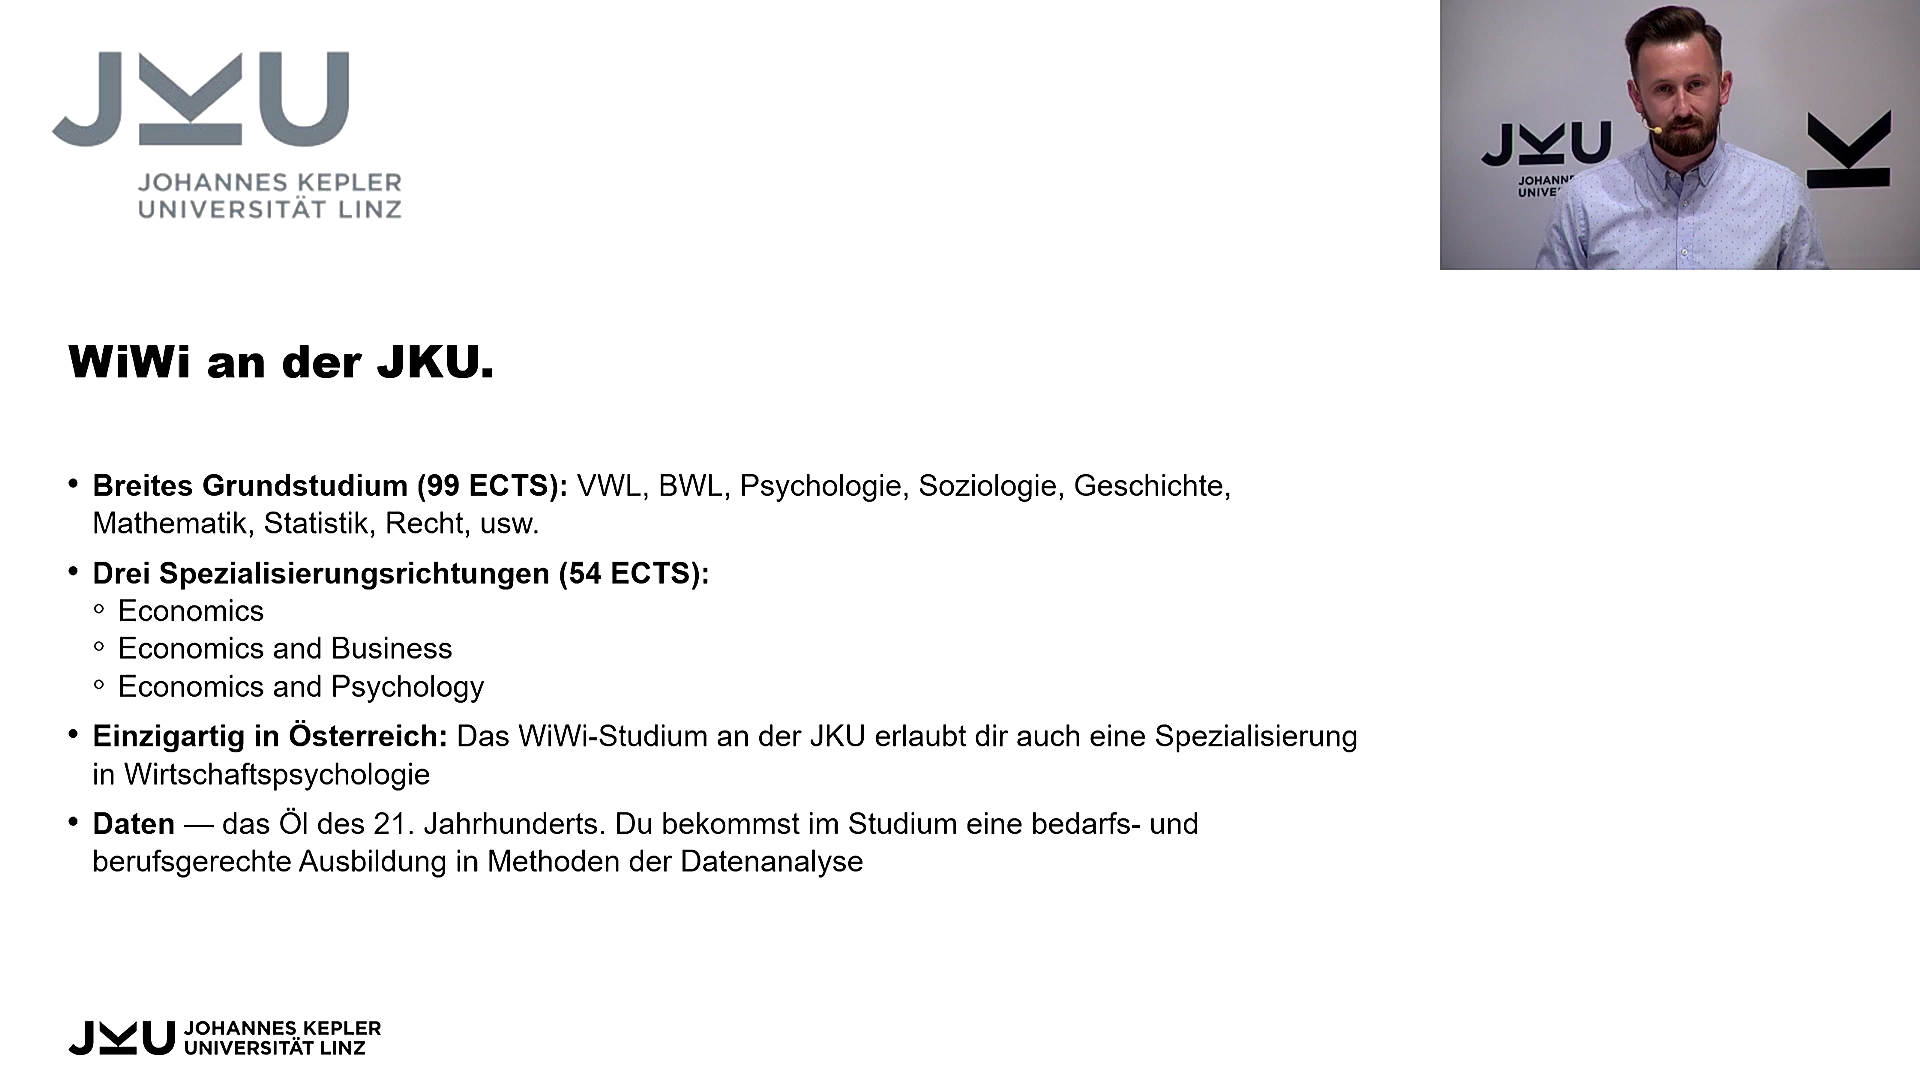 JKU
JOHANNES KEPLER
UNIVERSITÄT LINZ
JKU
JOHANN
UNIVE
K
WiWi an der JKU.
• Breites Grundstudium (99 ECTS): VWL, BWL, Psychologie, Soziologie, Geschichte,
Mathematik, Statistik, Recht, usw.
• Drei Spezialisierungsrichtungen (54 ECTS):
○ Economics
○ Economics and Business
○ Economics and Psychology
• Einzigartig in Österreich: Das WiWi-Studium an der JKU erlaubt dir auch eine Spezialisierung
in Wirtschaftspsychologie
• Daten — das Öl des 21. Jahrhunderts. Du bekommst im Studium eine bedarfs- und
berufsgerechte Ausbildung in Methoden der Datenanalyse
JKU JOHANNES KEPLER
UNIVERSITÄT LINZ